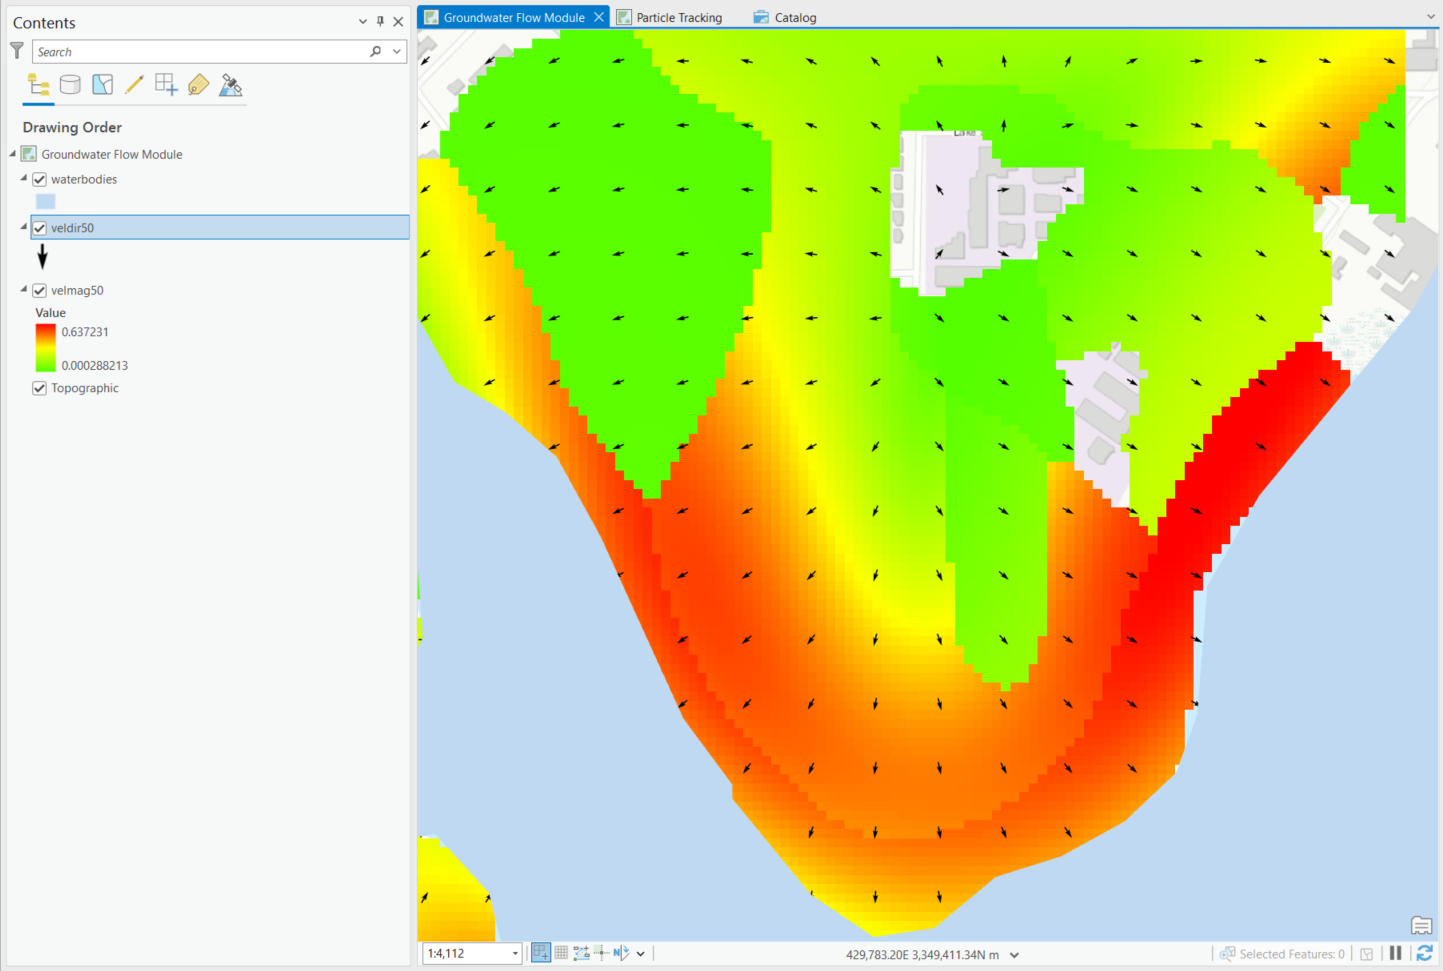 Contents
Search
Drawing Order
Groundwater Flow Module
waterbodies
veldir50
velmag50
Value
0.637231
0.000288213
Topographic
Groundwater Flow Module
Particle Tracking
Catalog
Lake
1:4,112
N
429,783.20E 3,349,411.34N m
Selected Features: 0